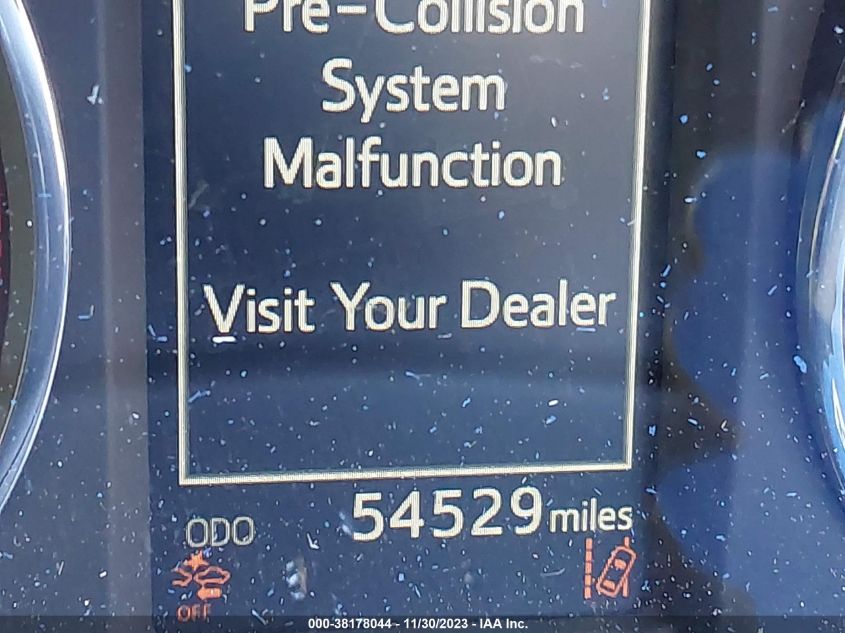 Pre-Collision
System
Malfunction
Visit Your Dealer
ODO 54529 miles
OFF
000-38178044 - 11/30/2023 - IAA Inc.